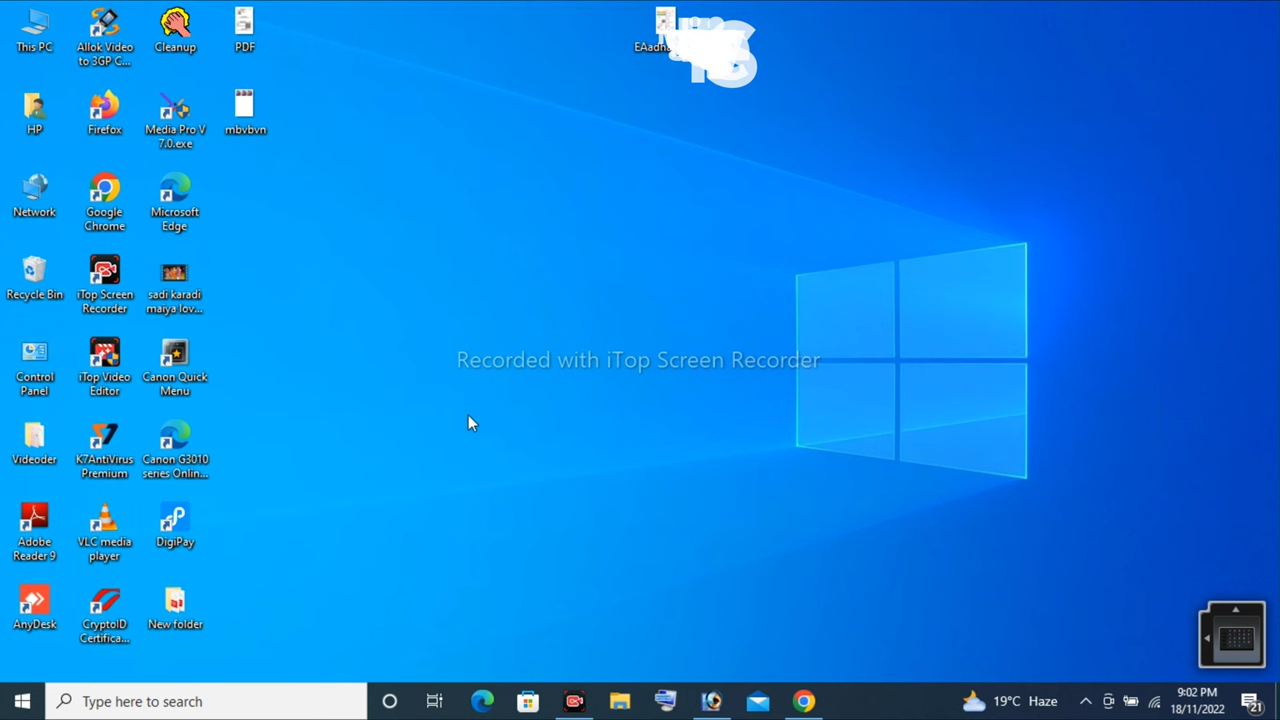 This PC
Allok Video
to 3GP C...
Cleanup
PDF
HP
Firefox
Media Pro V
7.0.exe
mbvbvn
Network
Google
Chrome
Microsoft
Edge
Recycle Bin
iTop Screen
Recorder
sadi karadi
maiya lov...
Control
Panel
iTop Video
Editor
Canon Quick
Menu
Recorded with iTop Screen Recorder
Videoder
K7AntiVirus
Premium
Canon G3010
series Onlin...
Adobe
Reader 9
VLC media
player
DigiPay
AnyDesk
CryptoID
Certifica...
New folder
Type here to search
19°C Haze
9:02 PM
18/11/2022
21